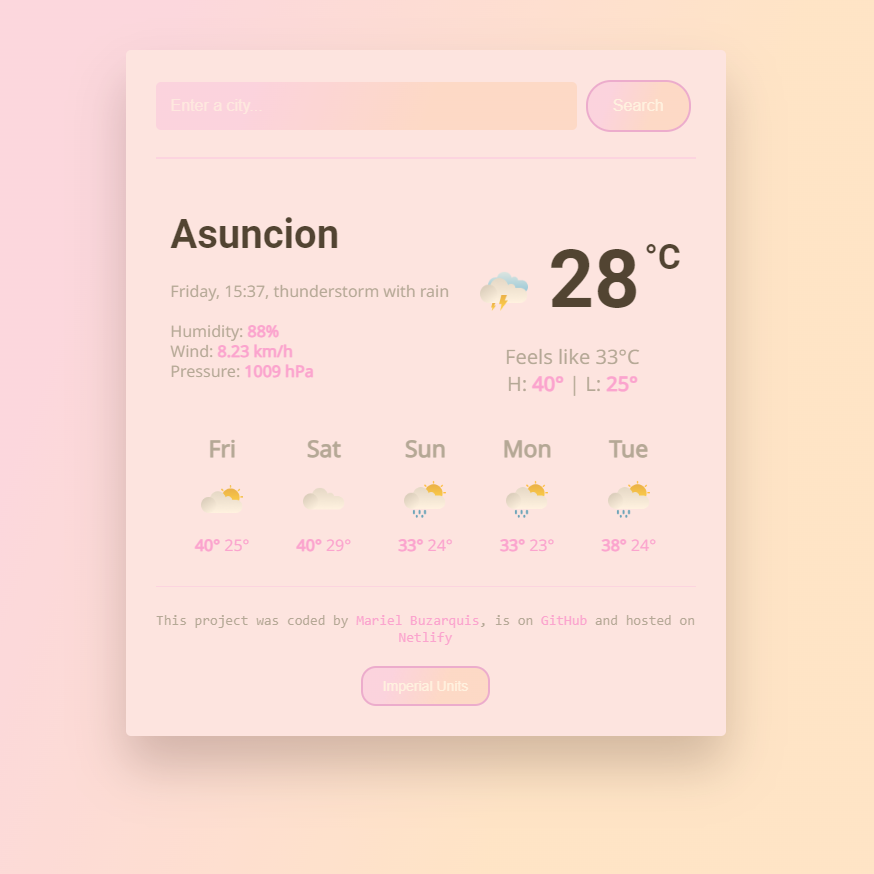 Enter a city...
Search
Asuncion
28 °C
Friday, 15:37, thunderstorm with rain
Humidity: 88%
Wind: 8.23 km/h
Pressure: 1009 hPa
Feels like 33°C
H: 40° | L: 25°
Fri Sat Sun Mon Tue
40° 25° 40° 29° 33° 24° 33° 23° 38° 24°
This project was coded by Mariel Buzarquis, is on GitHub and hosted on
Netlify
Imperial Units